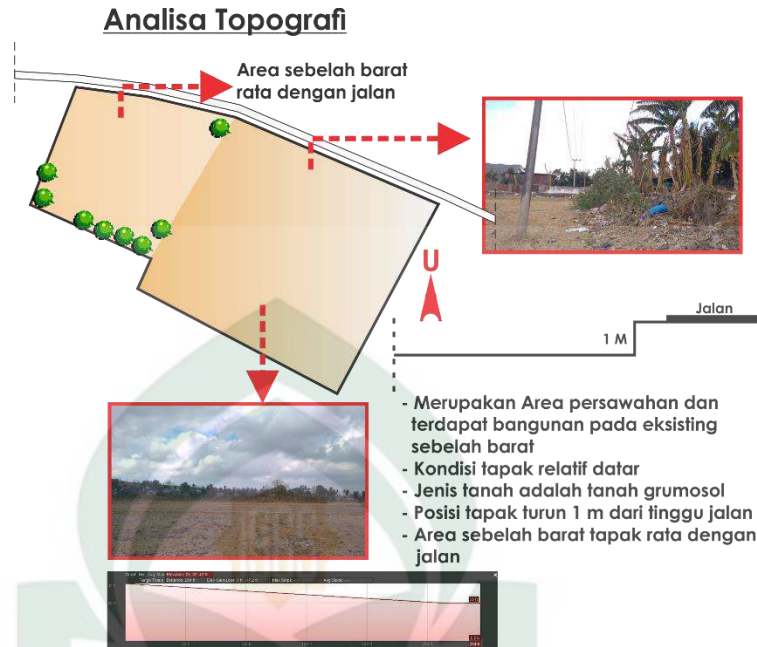 Analisa Topografi
Area sebelah barat
rata dengan jalan
U
Jalan
1 M
- Merupakan Area persawahan dan
terdapat bangunan pada eksisting
sebelah barat
- Kondisi tapak relatif datar
- Jenis tanah adalah tanah grumosol
- Posisi tapak turun 1 m dari tinggu jalan
- Area sebelah barat tapak rata dengan
jalan